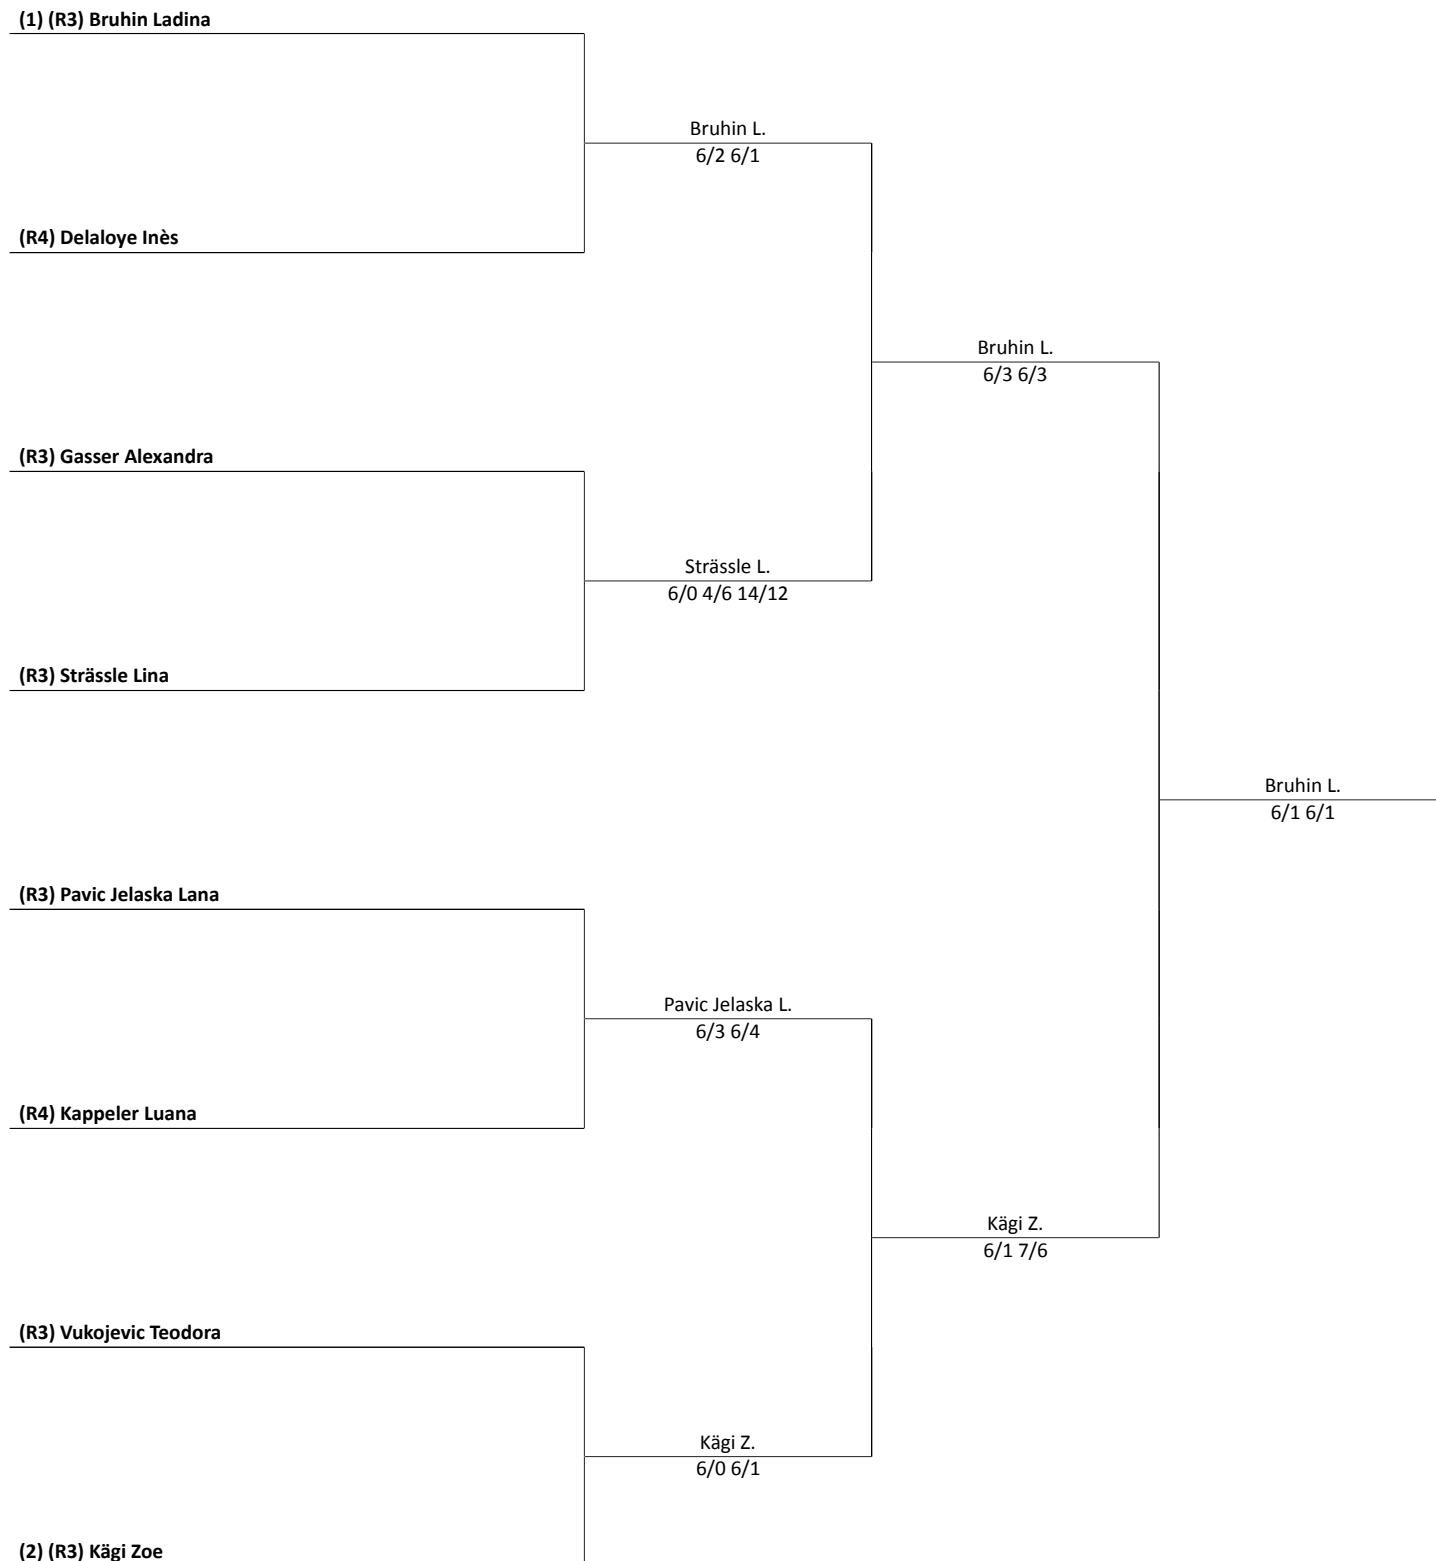 (1) (R3) Bruhin Ladina
Bruhin L.
6/2 6/1
(R4) Delaloye Inès
Bruhin L.
6/3 6/3
(R3) Gasser Alexandra
Strässle L.
6/0 4/6 14/12
(R3) Strässle Lina
Bruhin L.
6/1 6/1
(R3) Pavic Jelaska Lana
Pavic Jelaska L.
6/3 6/4
(R4) Kappeler Luana
Kägi Z.
6/1 7/6
(R3) Vukojevic Teodora
Kägi Z.
6/0 6/1
(2) (R3) Kägi Zoe